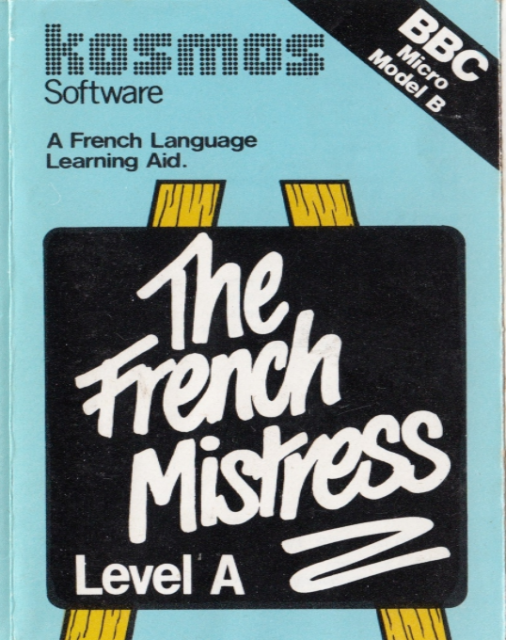 kosmos
Software
BBC
Micro
Model B
A French Language
Learning Aid.
The
French
Mistress
Level A